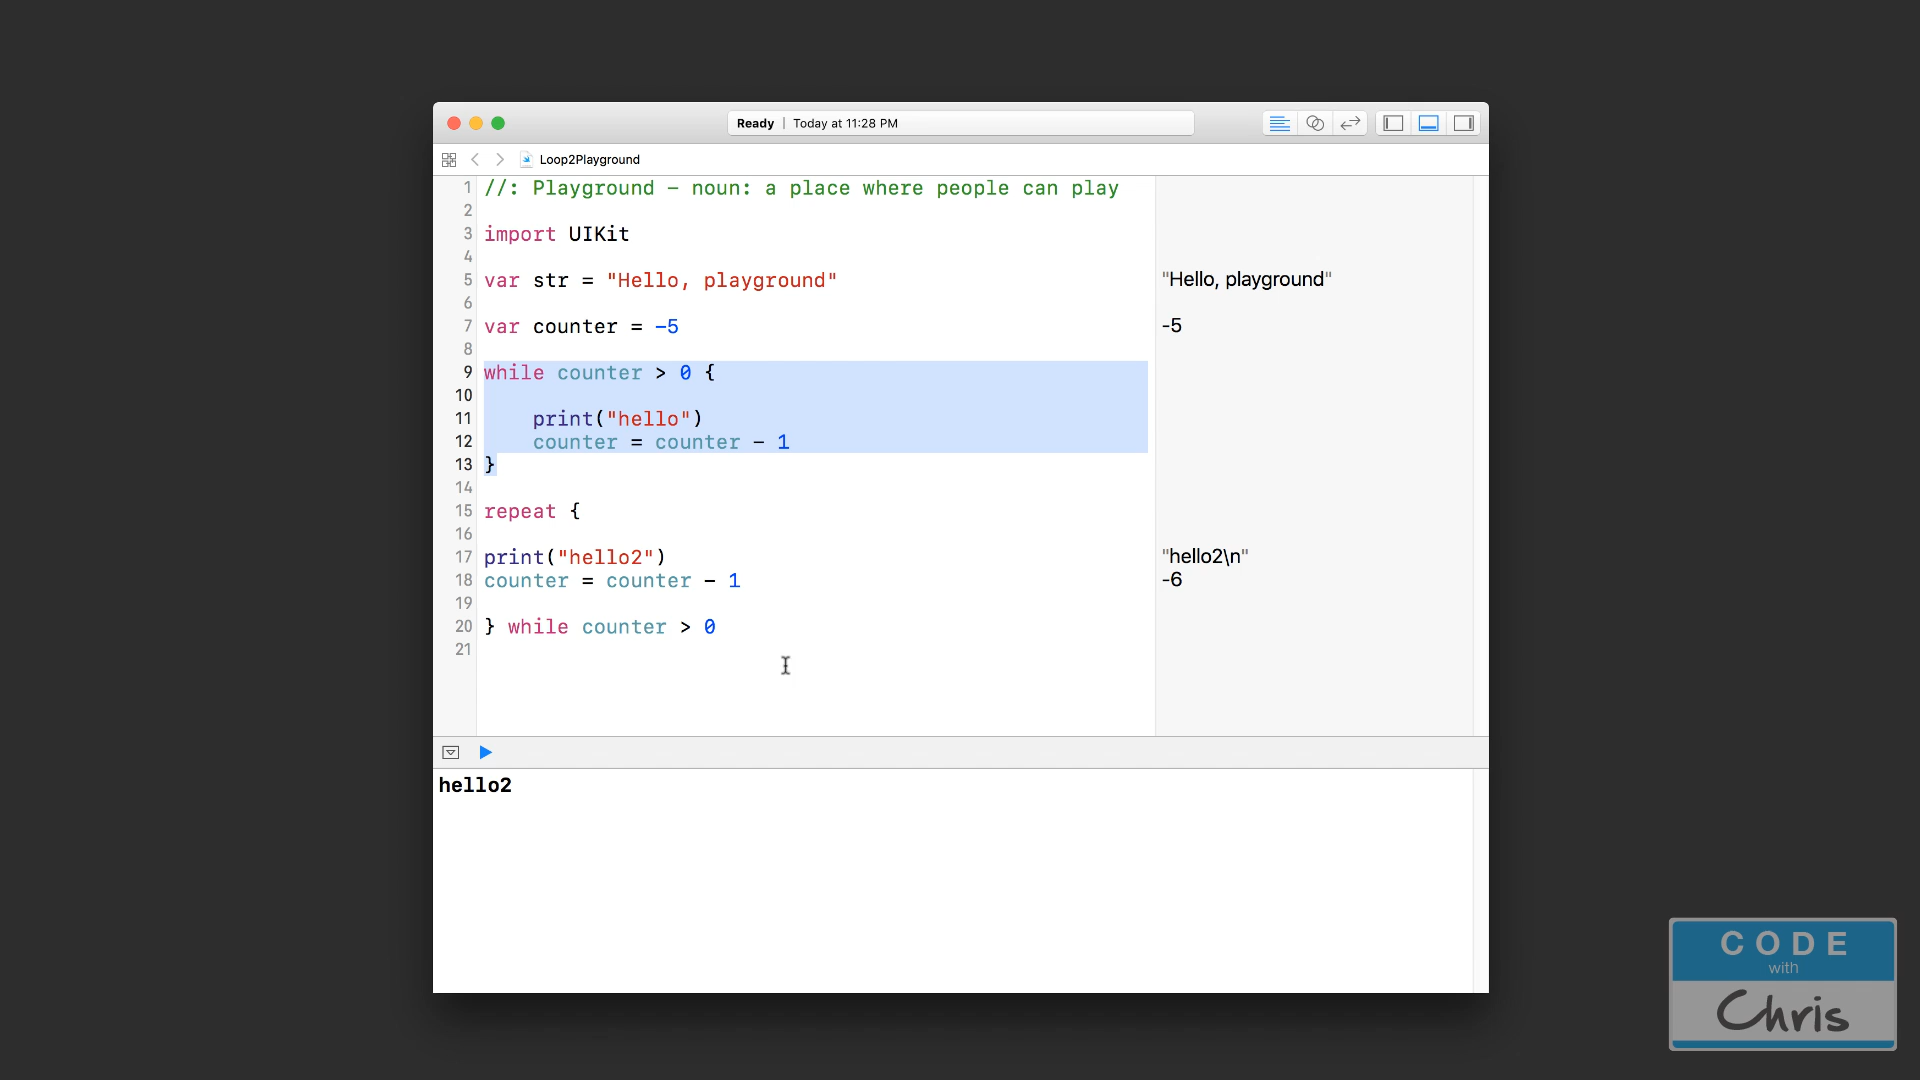 Ready | Today at 11:28 PM
Loop2Playground
1 //: Playground – noun: a place where people can play
2
3 import UIKit
4
5 var str = "Hello, playground" "Hello, playground"
6
7 var counter = -5 -5
8
9 while counter > 0 {
10
11 print("hello")
12 counter = counter - 1
13 }
14
15 repeat {
16
17 print("hello2") "hello2\n"
18 counter = counter - 1 -6
19
20 } while counter > 0
21
hello2
CODE
with
Chris